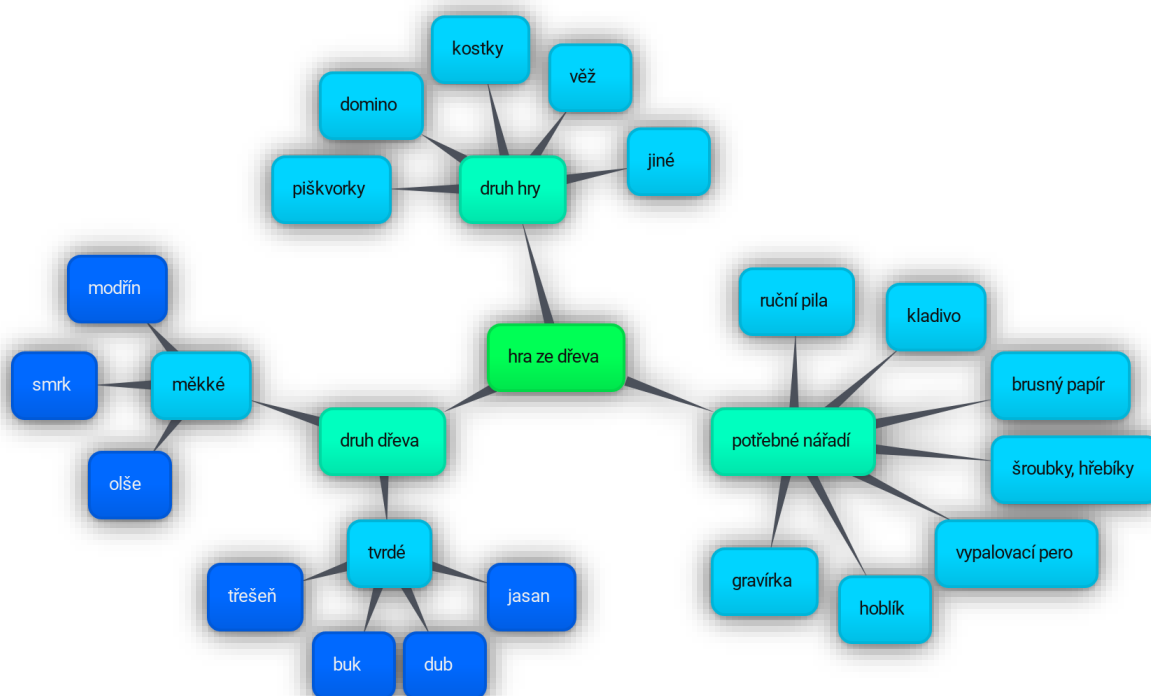 kostky
věž
domino
jiné
piškvorky
druh hry
modřín
ruční pila
kladivo
hra ze dřeva
smrk
měkké
brusný papír
druh dřeva
potřebné nářadí
šroubky, hřebíky
olše
tvrdé
vypalovací pero
gravírka
třešeň
jasan
hoblík
buk
dub